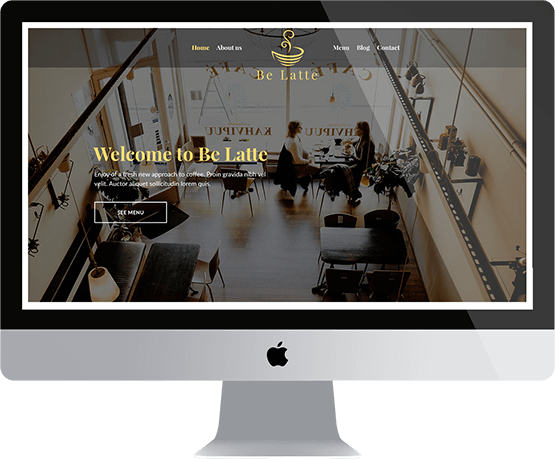 Home About us Menu Blog Contact
Be Latte
KAHVIPUU
Welcome to Be Latte
Enjoy of a fresh new approach to coffee. Proin gravida nibh vel
velit. Auctor aliquet sollicitudin lorem quis.
SEE MENU